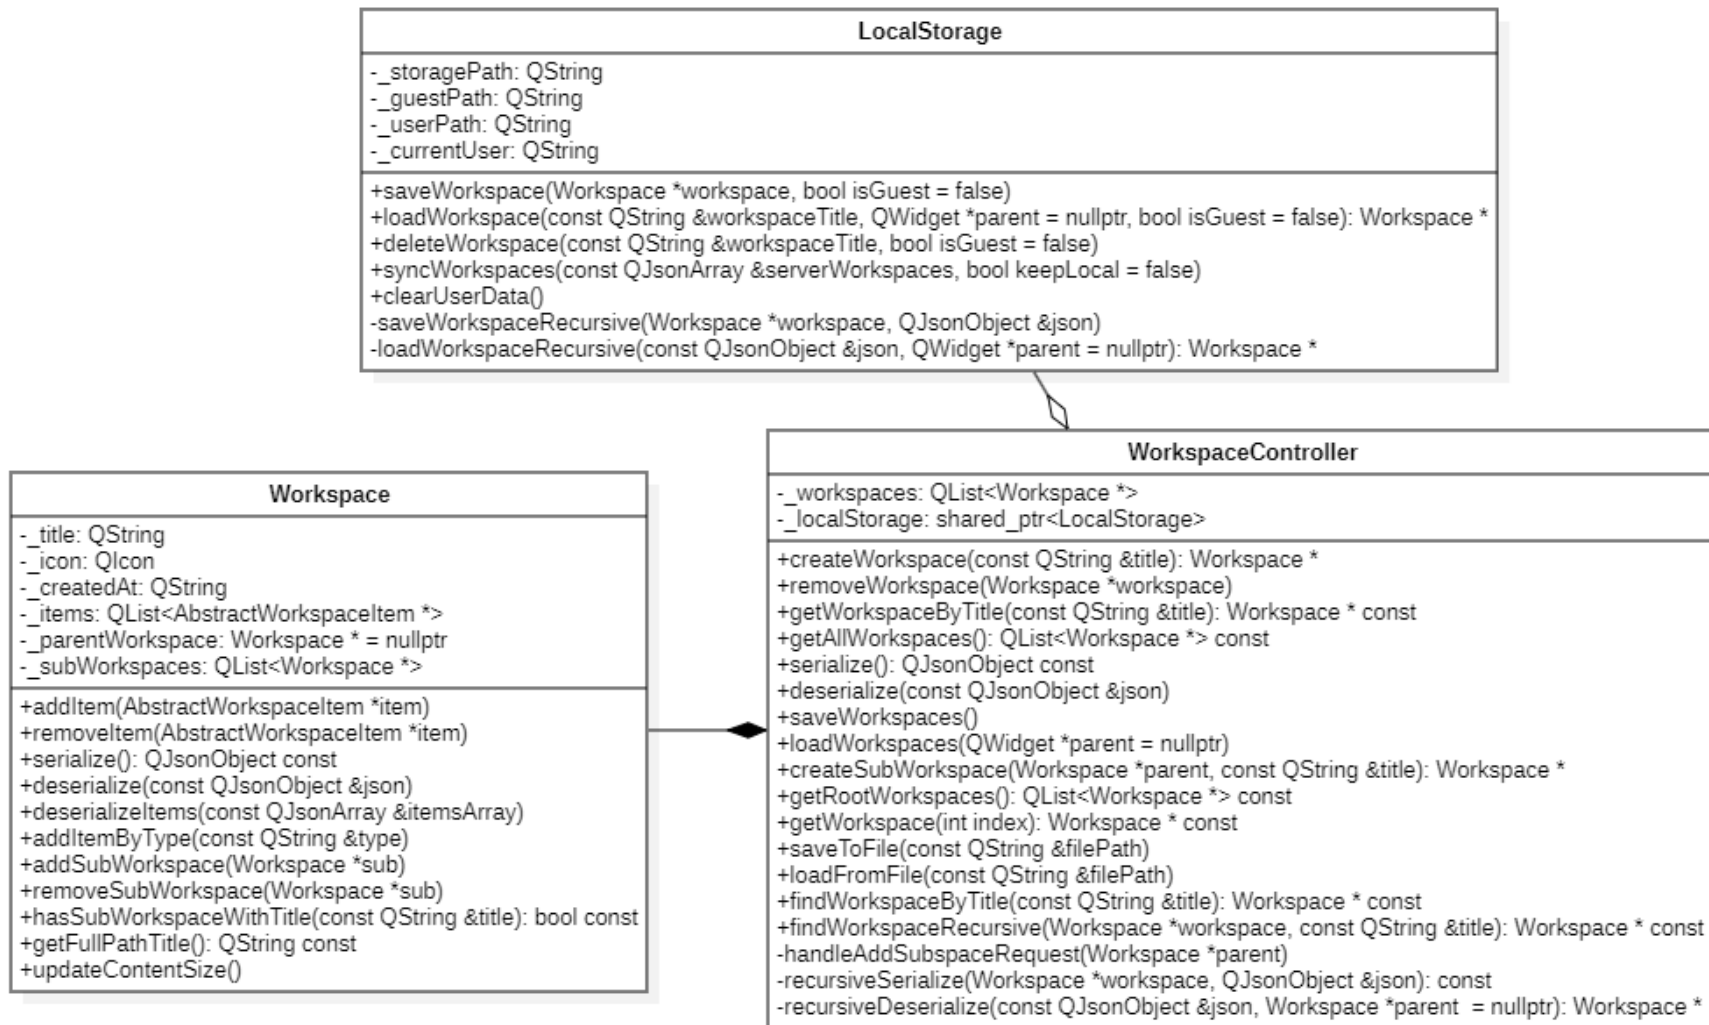 LocalStorage
-_storagePath: QString
-_guestPath: QString
-_userPath: QString
-_currentUser: QString
+saveWorkspace(Workspace *workspace, bool isGuest = false)
+loadWorkspace(const QString &workspaceTitle, QWidget *parent = nullptr, bool isGuest = false): Workspace *
+deleteWorkspace(const QString &workspaceTitle, bool isGuest = false)
+syncWorkspaces(const QJsonArray &serverWorkspaces, bool keepLocal = false)
+clearUserData()
-saveWorkspaceRecursive(Workspace *workspace, QJsonObject &json)
-loadWorkspaceRecursive(const QJsonObject &json, QWidget *parent = nullptr): Workspace *
Workspace
-_title: QString
-_icon: QIcon
-_createdAt: QString
-_items: QList<AbstractWorkspaceItem *>
-_parentWorkspace: Workspace * = nullptr
-_subWorkspaces: QList<Workspace *>
+addItem(AbstractWorkspaceItem *item)
+removeItem(AbstractWorkspaceItem *item)
+serialize(): QJsonObject const
+deserialize(const QJsonObject &json)
+deserializeItems(const QJsonArray &itemsArray)
+addItemByType(const QString &type)
+addSubWorkspace(Workspace *sub)
+removeSubWorkspace(Workspace *sub)
+hasSubWorkspaceWithTitle(const QString &title): bool const
+getFullPathTitle(): QString const
+updateContentSize()
WorkspaceController
-_workspaces: QList<Workspace *>
-_localStorage: shared_ptr<LocalStorage>
+createWorkspace(const QString &title): Workspace *
+removeWorkspace(Workspace *workspace)
+getWorkspaceByTitle(const QString &title): Workspace * const
+getAllWorkspaces(): QList<Workspace *> const
+serialize(): QJsonObject const
+deserialize(const QJsonObject &json)
+saveWorkspaces()
+loadWorkspaces(QWidget *parent = nullptr)
+createSubWorkspace(Workspace *parent, const QString &title): Workspace *
+getRootWorkspaces(): QList<Workspace *> const
+getWorkspace(int index): Workspace * const
+saveToFile(const QString &filePath)
+loadFromFile(const QString &filePath)
+findWorkspaceByTitle(const QString &title): Workspace * const
+findWorkspaceRecursive(Workspace *workspace, const QString &title): Workspace * const
-handleAddSubspaceRequest(Workspace *parent)
-recursiveSerialize(Workspace *workspace, QJsonObject &json): const
-recursiveDeserialize(const QJsonObject &json, Workspace *parent  = nullptr): Workspace *